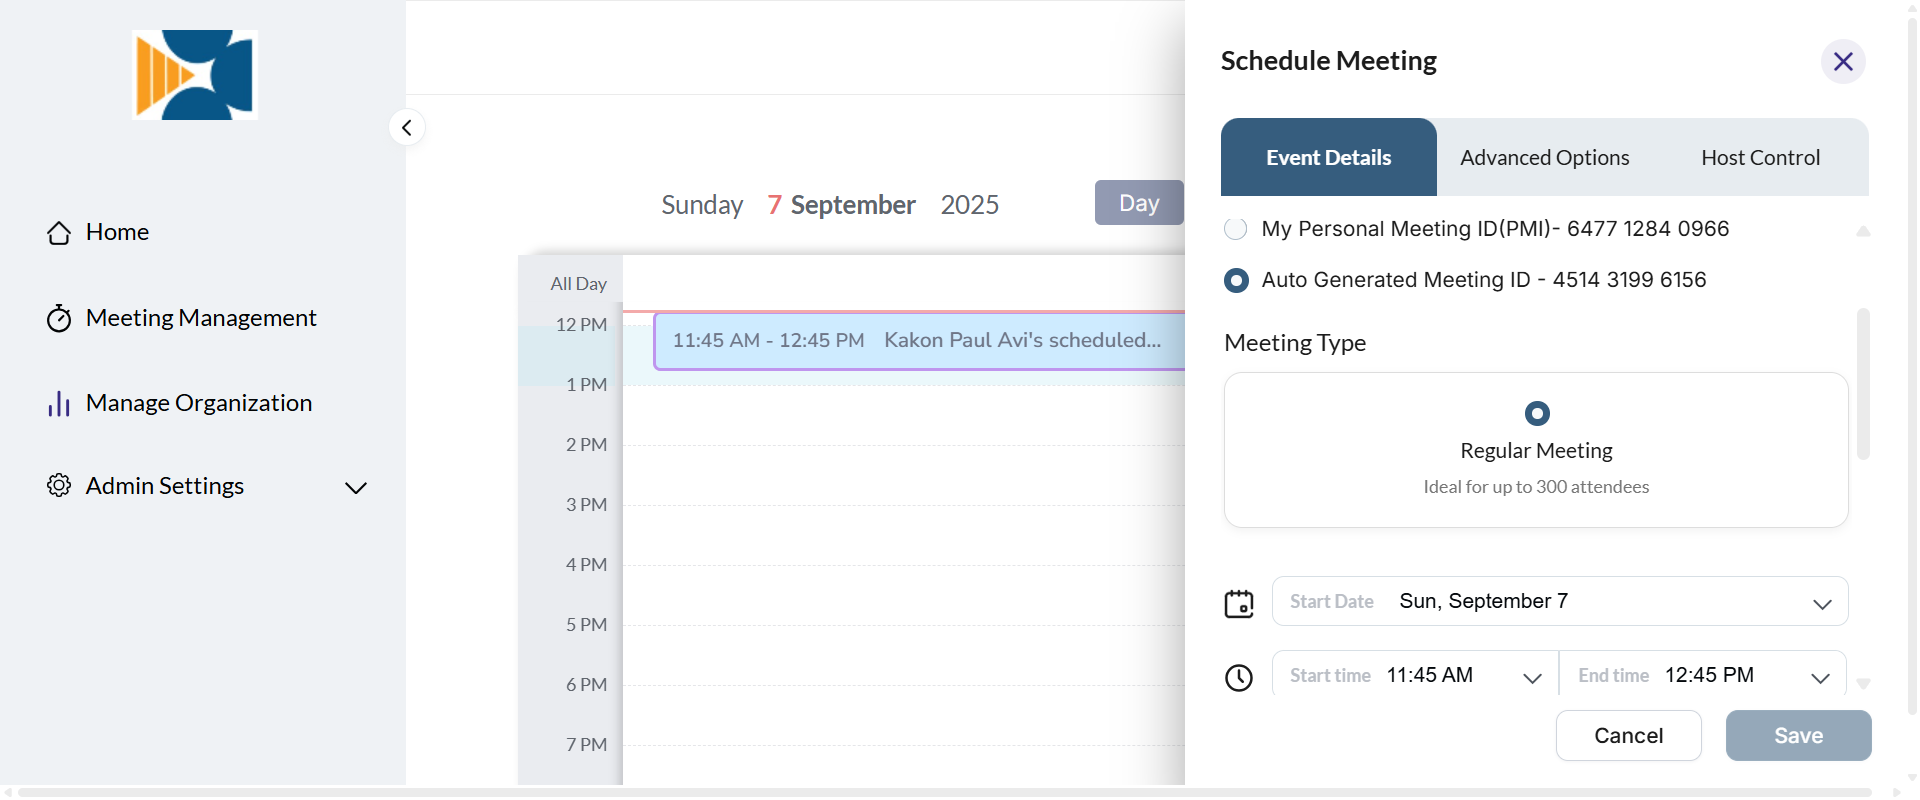 Home
Meeting Management
Manage Organization
Admin Settings
Sunday 7 September 2025
Day
All Day
12 PM
11:45 AM - 12:45 PM Kakon Paul Avi's scheduled...
1 PM
2 PM
3 PM
4 PM
5 PM
6 PM
7 PM
Schedule Meeting
Event Details
Advanced Options
Host Control
My Personal Meeting ID(PMI)- 6477 1284 0966
Auto Generated Meeting ID - 4514 3199 6156
Meeting Type
Regular Meeting
Ideal for up to 300 attendees
Start Date Sun, September 7
Start time 11:45 AM End time 12:45 PM
Cancel
Save